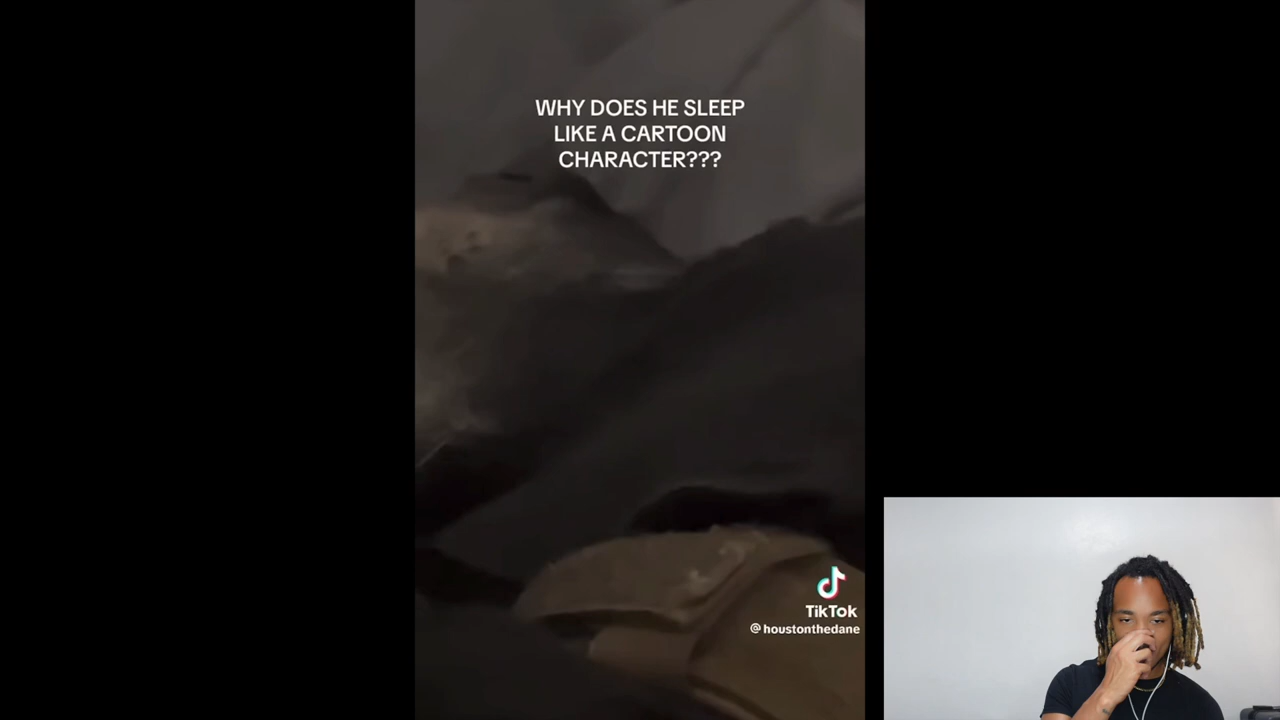 WHY DOES HE SLEEP
LIKE A CARTOON
CHARACTER???
TikTok
@houstonthedane